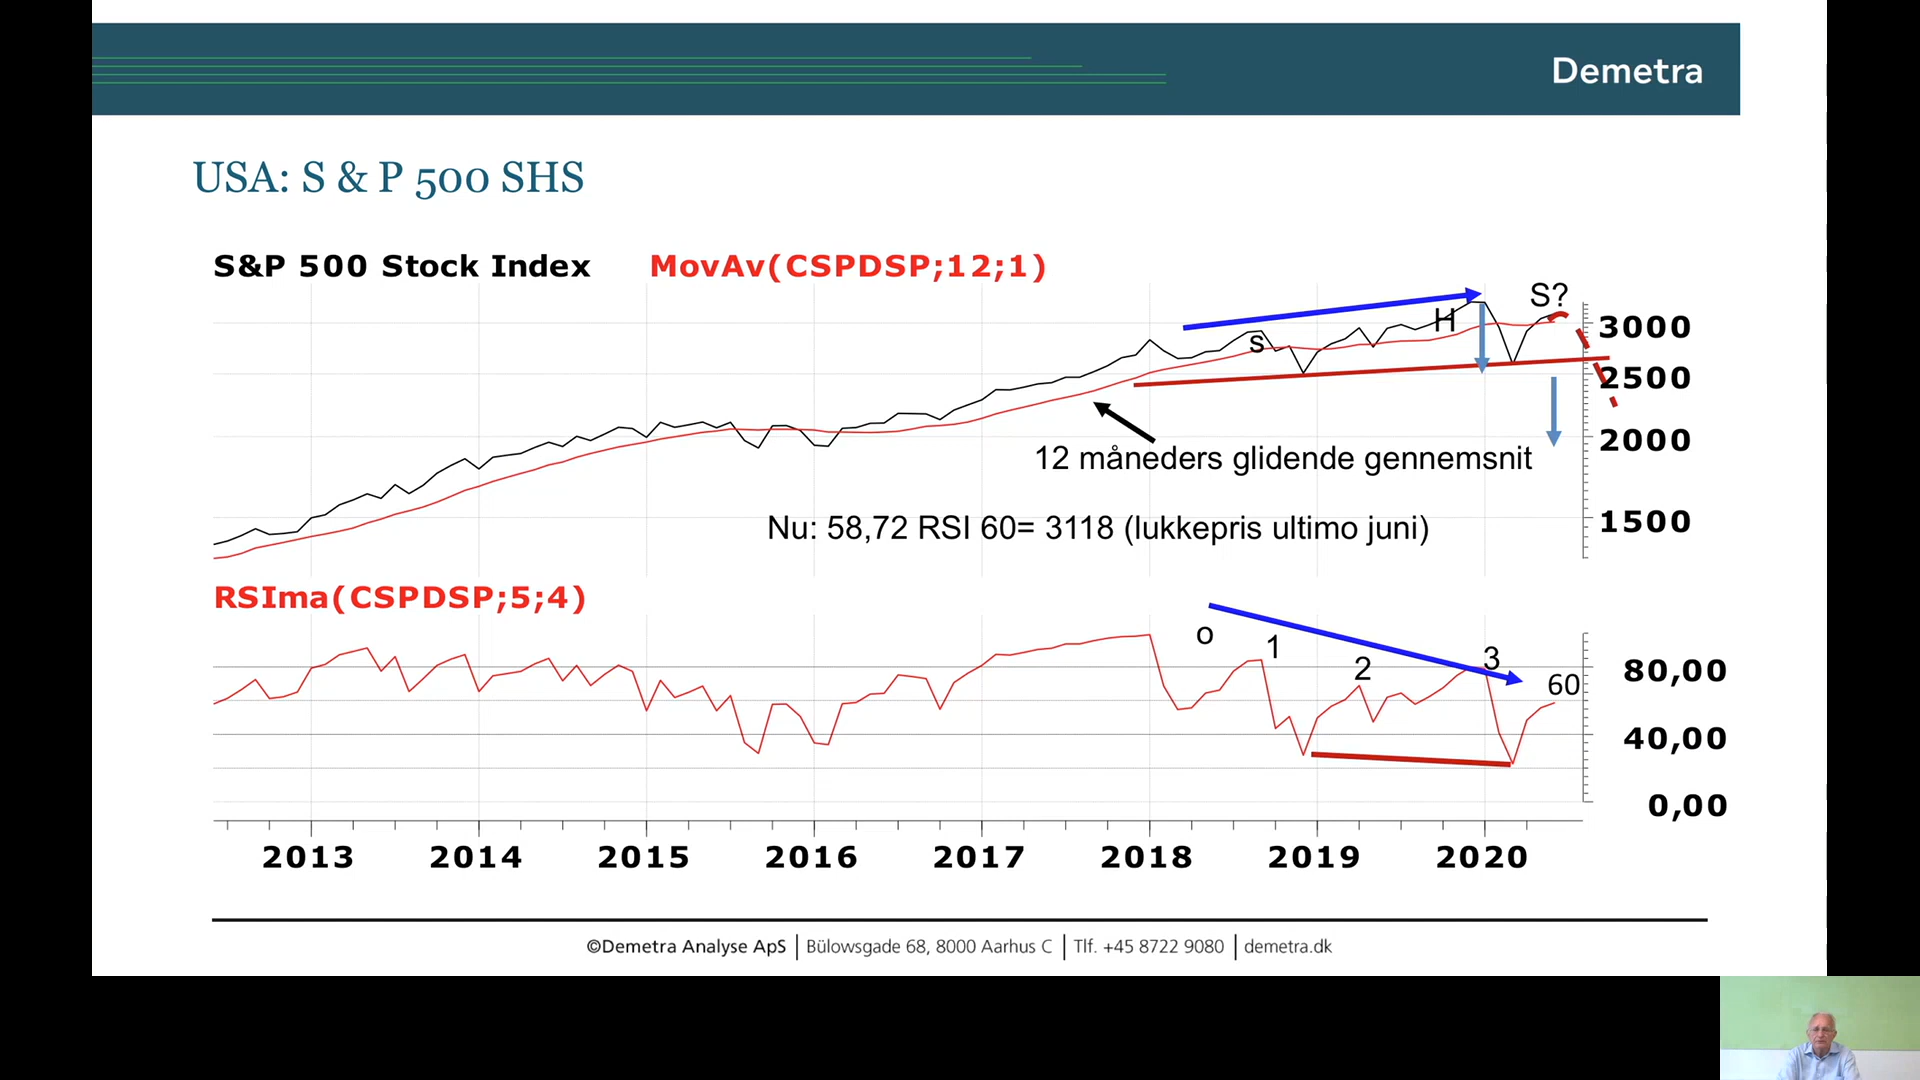 Demetra
USA: S & P 500 SHS
S&P 500 Stock Index MovAv(CSPDSP;12;1)
S?
H
s
3000
2500
2000
1500
12 måneders glidende gennemsnit
Nu: 58,72 RSI 60= 3118 (lukkepris ultimo juni)
RSIma(CSPDSP;5;4)
o
1
2
3
60
80,00
40,00
0,00
2013 2014 2015 2016 2017 2018 2019 2020
©Demetra Analyse ApS | Bülowsgade 68, 8000 Aarhus C | Tlf. +45 8722 9080 | demetra.dk